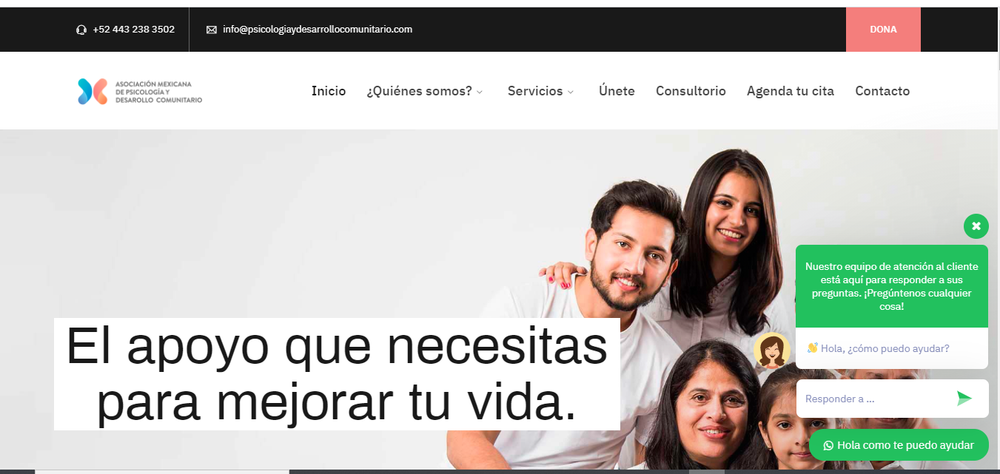 +52 443 238 3502
info@psicologiaydesarrollocomunitario.com
DONA
ASOCIACIÓN MEXICANA
DE PSICOLOGÍA Y
DESAROLLO COMUNITARIO
Inicio
¿Quiénes somos?
Servicios
Únete
Consultorio
Agenda tu cita
Contacto
El apoyo que necesitas
para mejorar tu vida.
Nuestro equipo de atención al cliente
está aquí para responder a sus
preguntas. ¡Pregúntenos cualquier
cosa!
👋 Hola, ¿cómo puedo ayudar?
Responder a ...
Hola como te puedo ayudar